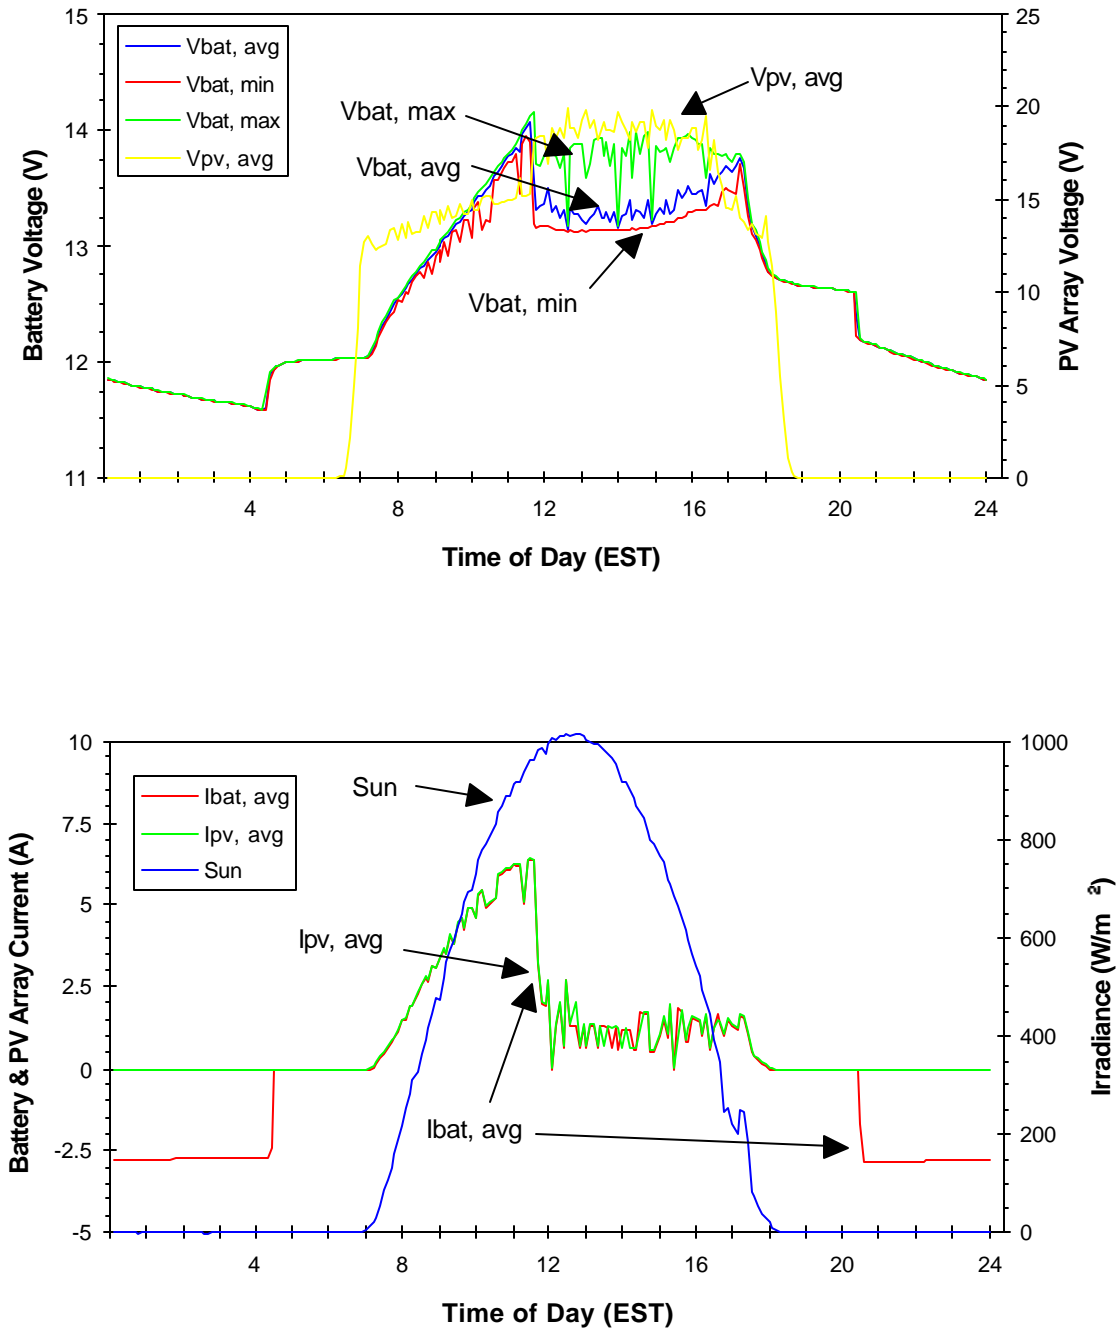 15
25
Vbat, avg
Vbat, min
Vbat, max
Vpv, avg
Vpv, avg
Vbat, max
Vbat, avg
Vbat, min
14
13
12
11
20
15
10
5
0
Battery Voltage (V)
PV Array Voltage (V)
4
8
12
16
20
24
Time of Day (EST)
10
1000
Ibat, avg
Ipv, avg
Sun
Sun
Ipv, avg
Ibat, avg
7.5
5
2.5
0
-2.5
-5
800
600
400
200
0
Battery & PV Array Current (A)
Irradiance (W/m ²)
4
8
12
16
20
24
Time of Day (EST)